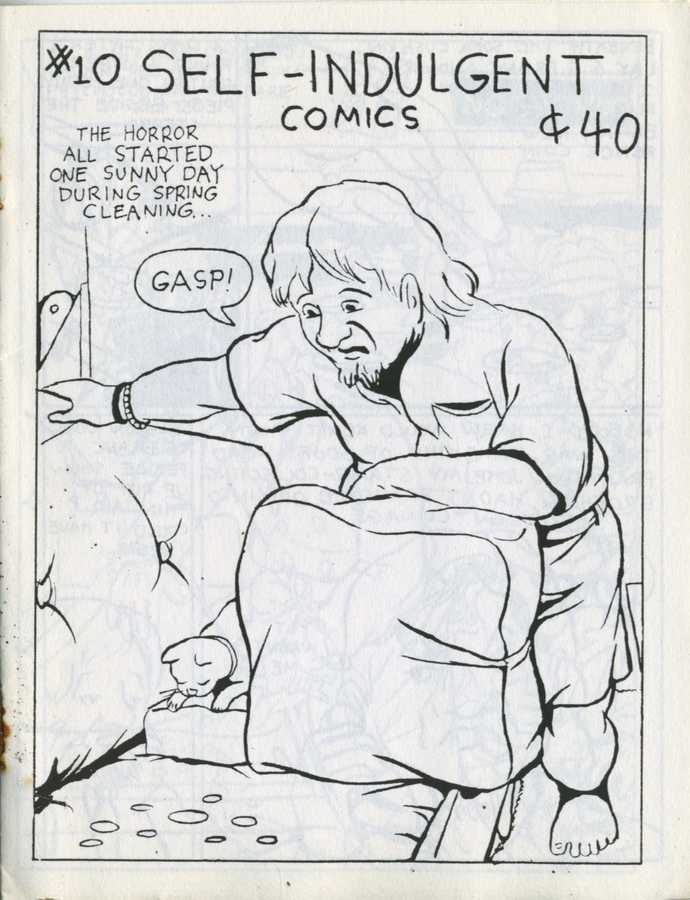 #10 SELF-INDULGENT
COMICS
¢40
THE HORROR
ALL STARTED
ONE SUNNY DAY
DURING SPRING
CLEANING...
GASP!